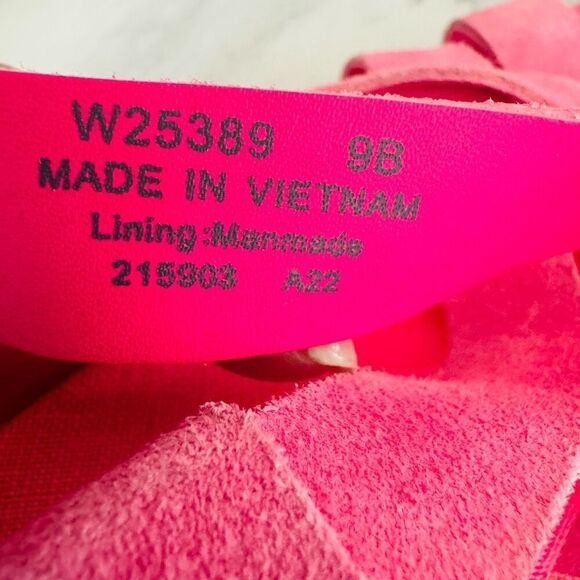 W25389 9B
MADE IN VIETNAM
Lining:Manmade
215903 A22